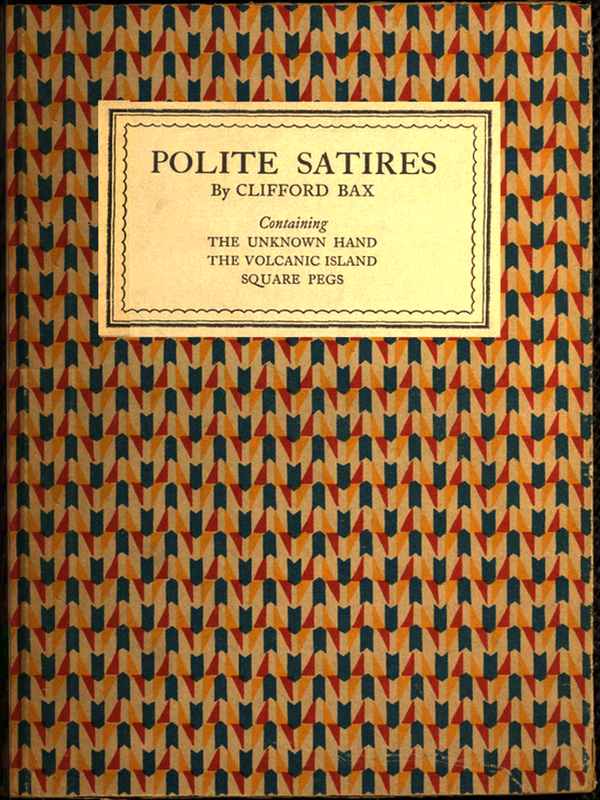 POLITE SATIRES
By CLIFFORD BAX
Containing
THE UNKNOWN HAND
THE VOLCANIC ISLAND
SQUARE PEGS